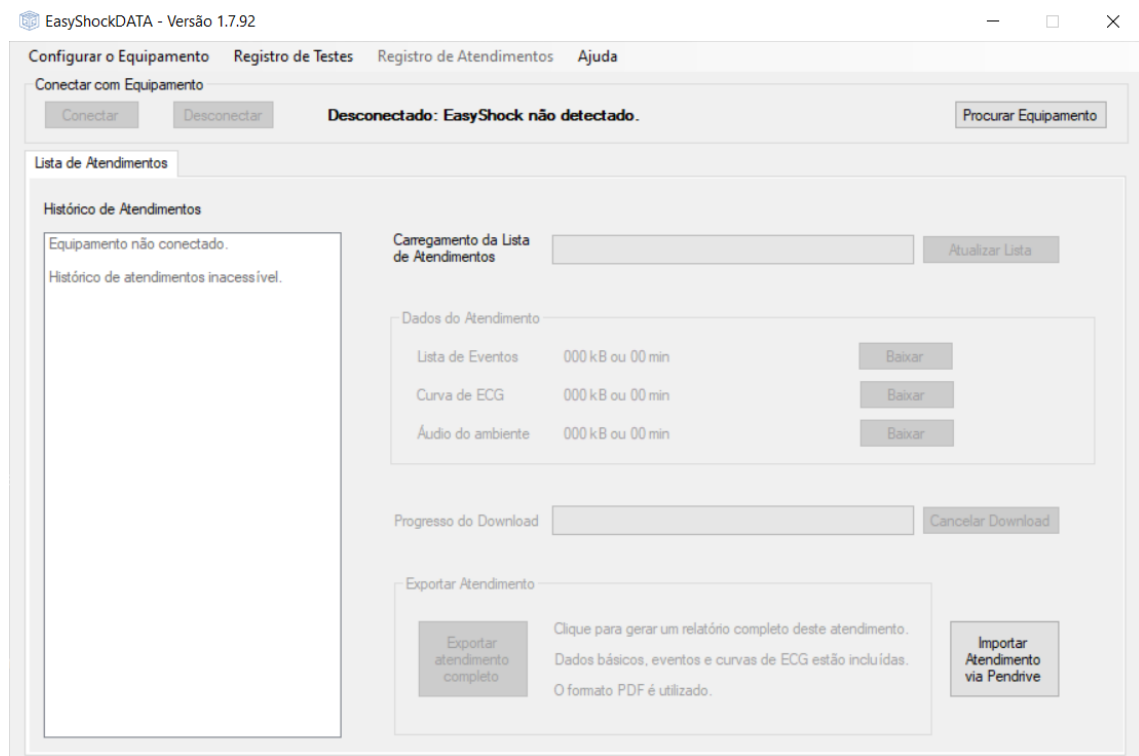 EasyShockDATA - Versão 1.7.92
Configurar o Equipamento Registro de Testes Registro de Atendimentos Ajuda
Conectar com Equipamento
Conectar Desconectar Desconectado: EasyShock não detectado. Procurar Equipamento
Lista de Atendimentos
Histórico de Atendimentos
Equipamento não conectado.
Histórico de atendimentos inacessível.
Carregamento da Lista
de Atendimentos
Atualizar Lista
Dados do Atendimento
Lista de Eventos 000 kB ou 00 min Baixar
Curva de ECG 000 kB ou 00 min Baixar
Áudio do ambiente 000 kB ou 00 min Baixar
Progresso do Download Cancelar Download
Exportar Atendimento
Exportar
atendimento
completo
Clique para gerar um relatório completo deste atendimento.
Dados básicos, eventos e curvas de ECG estão incluídas.
O formato PDF é utilizado.
Importar
Atendimento
via Pendrive